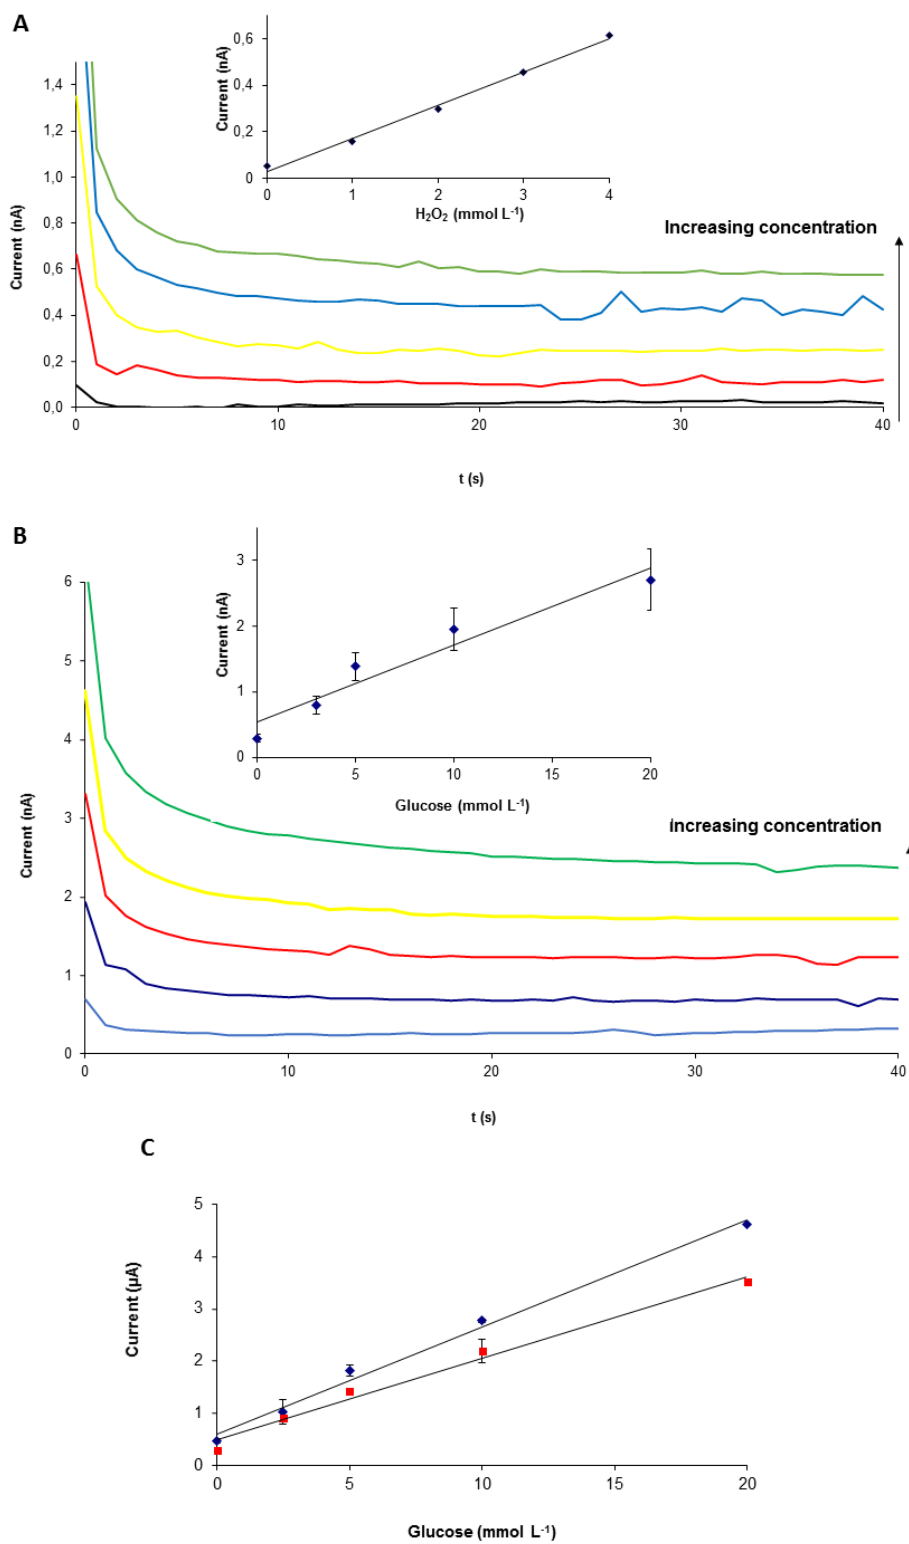 A
Current (nA)
0,6
0,4
0,2
0
0 1 2 3 4
H₂O₂ (mmol L⁻¹)
Current (nA)
1,4
1,2
1,0
0,8
0,6
0,4
0,2
0,0
Increasing concentration
0 10 20 30 40
t (s)
B
Current (nA)
3
2
1
0
0 5 10 15 20
Glucose (mmol L⁻¹)
Current (nA)
6
5
4
3
2
1
0
Increasing concentration
0 10 20 30 40
t (s)
C
Current (µA)
5
4
3
2
1
0
0 5 10 15 20
Glucose (mmol L⁻¹)